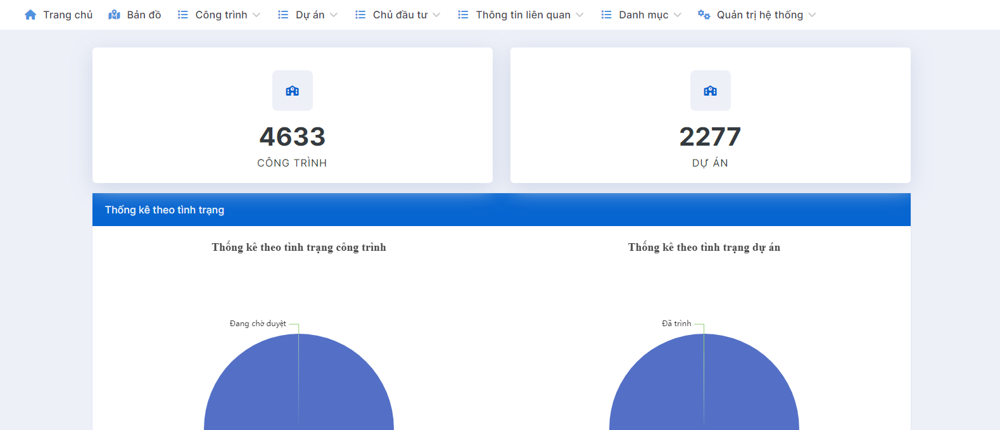 Trang chủ Bản đồ Công trình Dự án Chủ đầu tư Thông tin liên quan Danh mục Quản trị hệ thống
4633
CÔNG TRÌNH
2277
DỰ ÁN
Thống kê theo tình trạng
Thống kê theo tình trạng công trình
Đang chờ duyệt
Thống kê theo tình trạng dự án
Đã trình